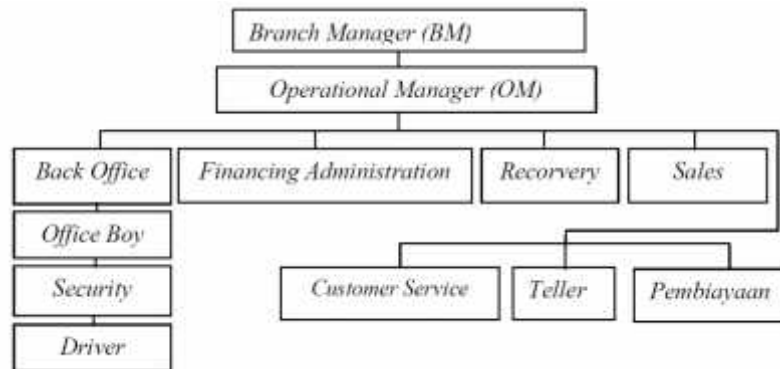 Branch Manager (BM)
Operational Manager (OM)
Back Office
Financing Administration
Recorvery
Sales
Office Boy
Security
Driver
Customer Service
Teller
Pembiayaan